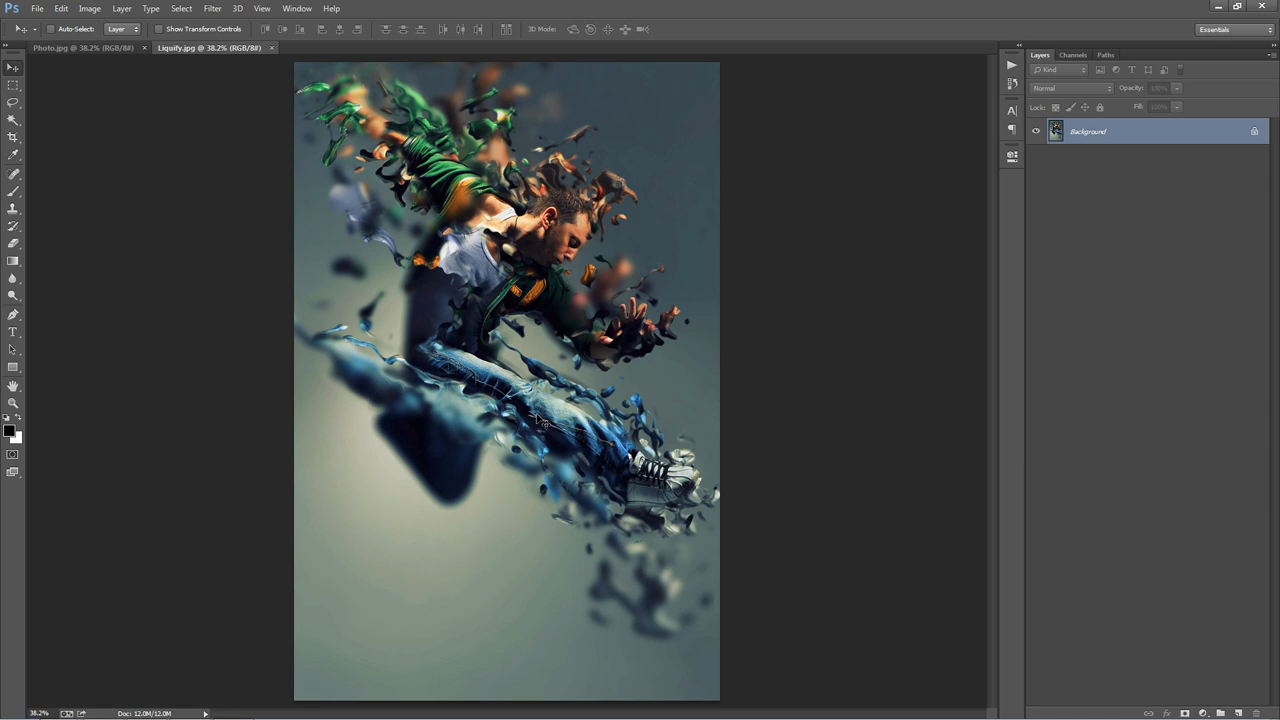 Ps File Edit Image Layer Type Select Filter 3D View Window Help
Auto-Select: Layer Show Transform Controls 3D Mode: Essentials
Photo.jpg @ 38.2% (RGB/8#) × Liquify.jpg @ 38.2% (RGB/8#) ×
Layers Channels Paths
Kind
Normal Opacity: 100%
Lock: Fill: 100%
Background
38.2% Doc: 12.0M/12.0M